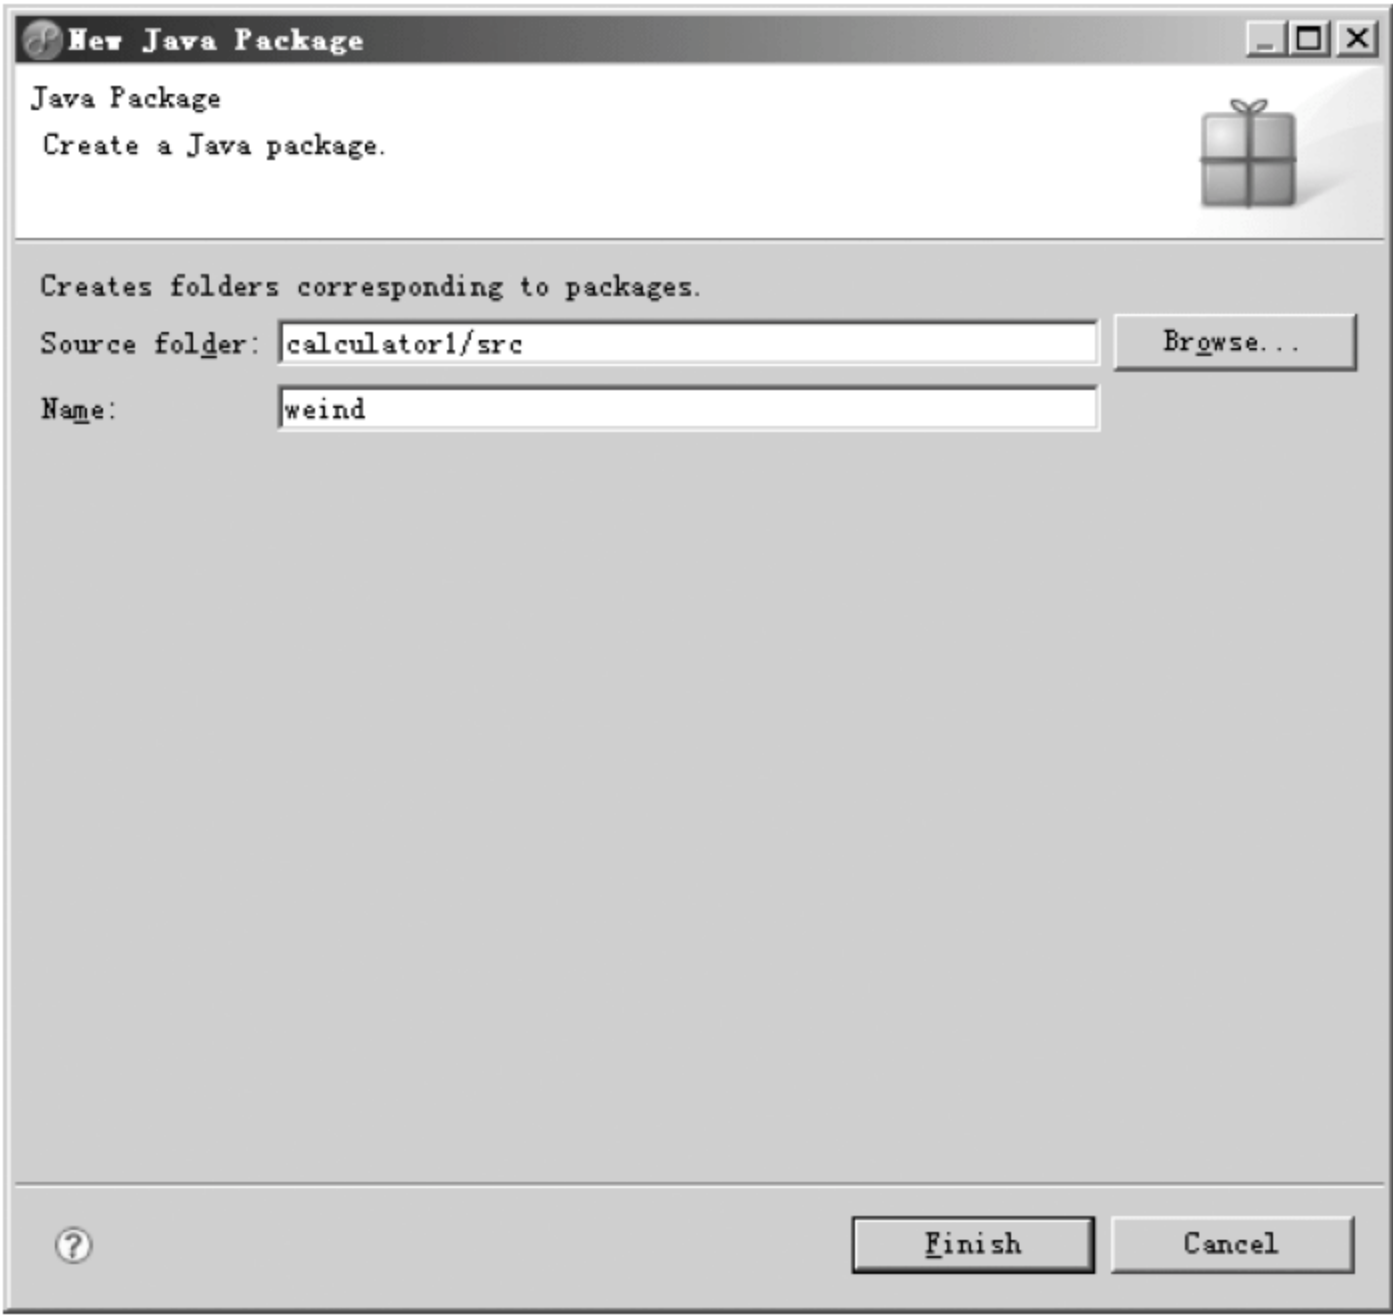 New Java Package
Java Package
Create a Java package.
Creates folders corresponding to packages.
Source folder: calculator1/src Browse...
Name: weind
? Finish Cancel